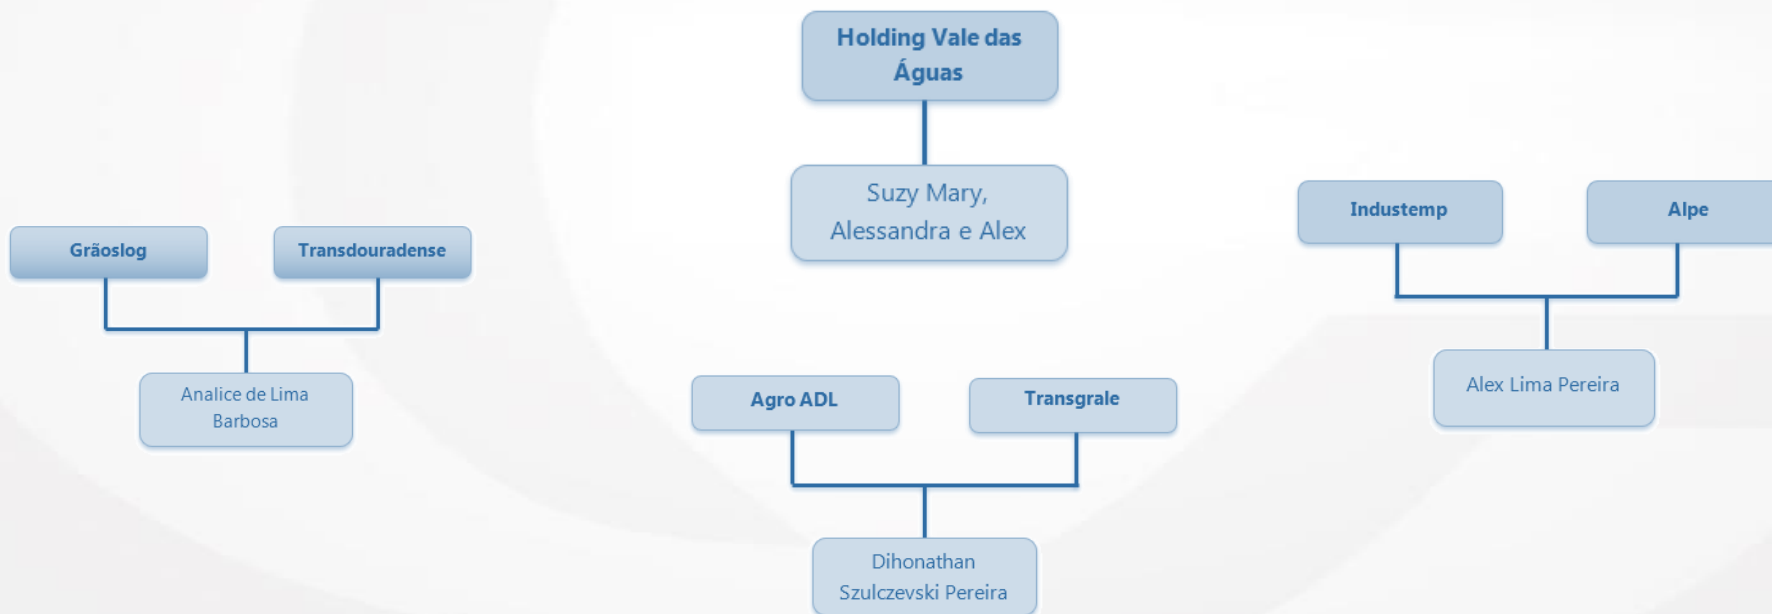 Holding Vale das
Águas
Suzy Mary,
Alessandra e Alex
Grãoslog
Transdouradense
Analice de Lima
Barbosa
Agro ADL
Transgrale
Dihonathan
Szulczevski Pereira
Industemp
Alpe
Alex Lima Pereira